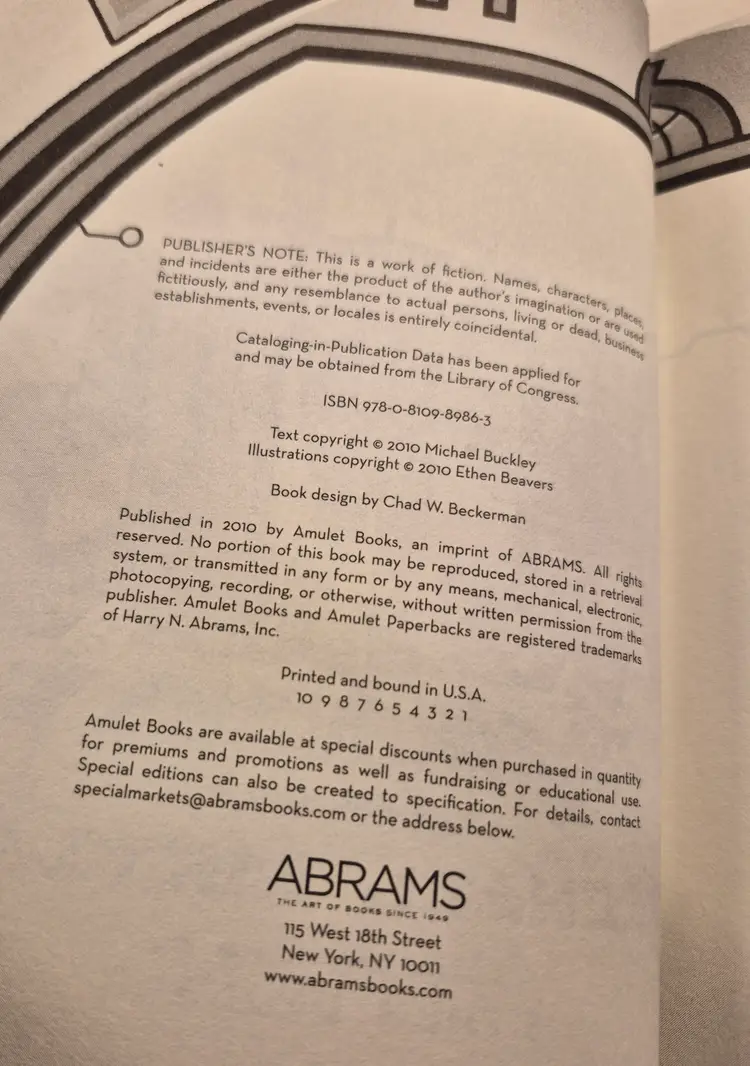 PUBLISHER'S NOTE: This is a work of fiction. Names, characters, places,
and incidents are either the product of the author's imagination or are used
fictitiously, and any resemblance to actual persons, living or dead, business
establishments, events, or locales is entirely coincidental.
Cataloging-in-Publication Data has been applied for
and may be obtained from the Library of Congress.
ISBN 978-0-8109-8986-3
Text copyright © 2010 Michael Buckley
Illustrations copyright © 2010 Ethen Beavers
Book design by Chad W. Beckerman
Published in 2010 by Amulet Books, an imprint of ABRAMS. All rights
reserved. No portion of this book may be reproduced, stored in a retrieval
system, or transmitted in any form or by any means, mechanical, electronic,
photocopying, recording, or otherwise, without written permission from the
publisher. Amulet Books and Amulet Paperbacks are registered trademarks
of Harry N. Abrams, Inc.
Printed and bound in U.S.A.
10 9 8 7 6 5 4 3 2 1
Amulet Books are available at special discounts when purchased in quantity
for premiums and promotions as well as fundraising or educational use.
Special editions can also be created to specification. For details, contact
specialmarkets@abramsbooks.com or the address below.
ABRAMS
THE ART OF BOOKS SINCE 1949
115 West 18th Street
New York, NY 10011
www.abramsbooks.com